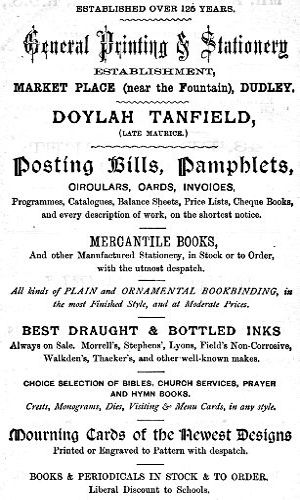 ESTABLISHED OVER 125 YEARS.
General Printing & Stationery
ESTABLISHMENT,
MARKET PLACE (near the Fountain), DUDLEY.
DOYLAH TANFIELD,
(LATE MAURICE.)
Posting Bills, Pamphlets,
CIRCULARS, CARDS, INVOICES,
Programmes, Catalogues, Balance Sheets, Price Lists, Cheque Books,
and every description of work, on the shortest notice.
MERCANTILE BOOKS,
And other Manufactured Stationery, in Stock or to Order,
with the utmost despatch.
All kinds of PLAIN and ORNAMENTAL BOOKBINDING, in
the most Finished Style, and at Moderate Prices.
BEST DRAUGHT & BOTTLED INKS
Always on Sale. Morrell's, Stephens', Lyons, Field's Non-Corrosive,
Walkden's, Thacker's, and other well-known makes.
CHOICE SELECTION OF BIBLES, CHURCH SERVICES, PRAYER
AND HYMN BOOKS.
Crests, Monograms, Dies, Visiting & Menu Cards, in any style.
Mourning Cards of the Newest Designs
Printed or Engraved to Pattern with despatch.
BOOKS & PERIODICALS IN STOCK & TO ORDER.
Liberal Discount to Schools.